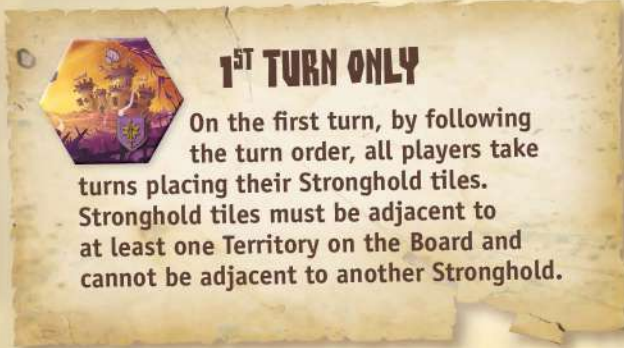 1ST TURN ONLY
On the first turn, by following
the turn order, all players take
turns placing their Stronghold tiles.
Stronghold tiles must be adjacent to
at least one Territory on the Board and
cannot be adjacent to another Stronghold.